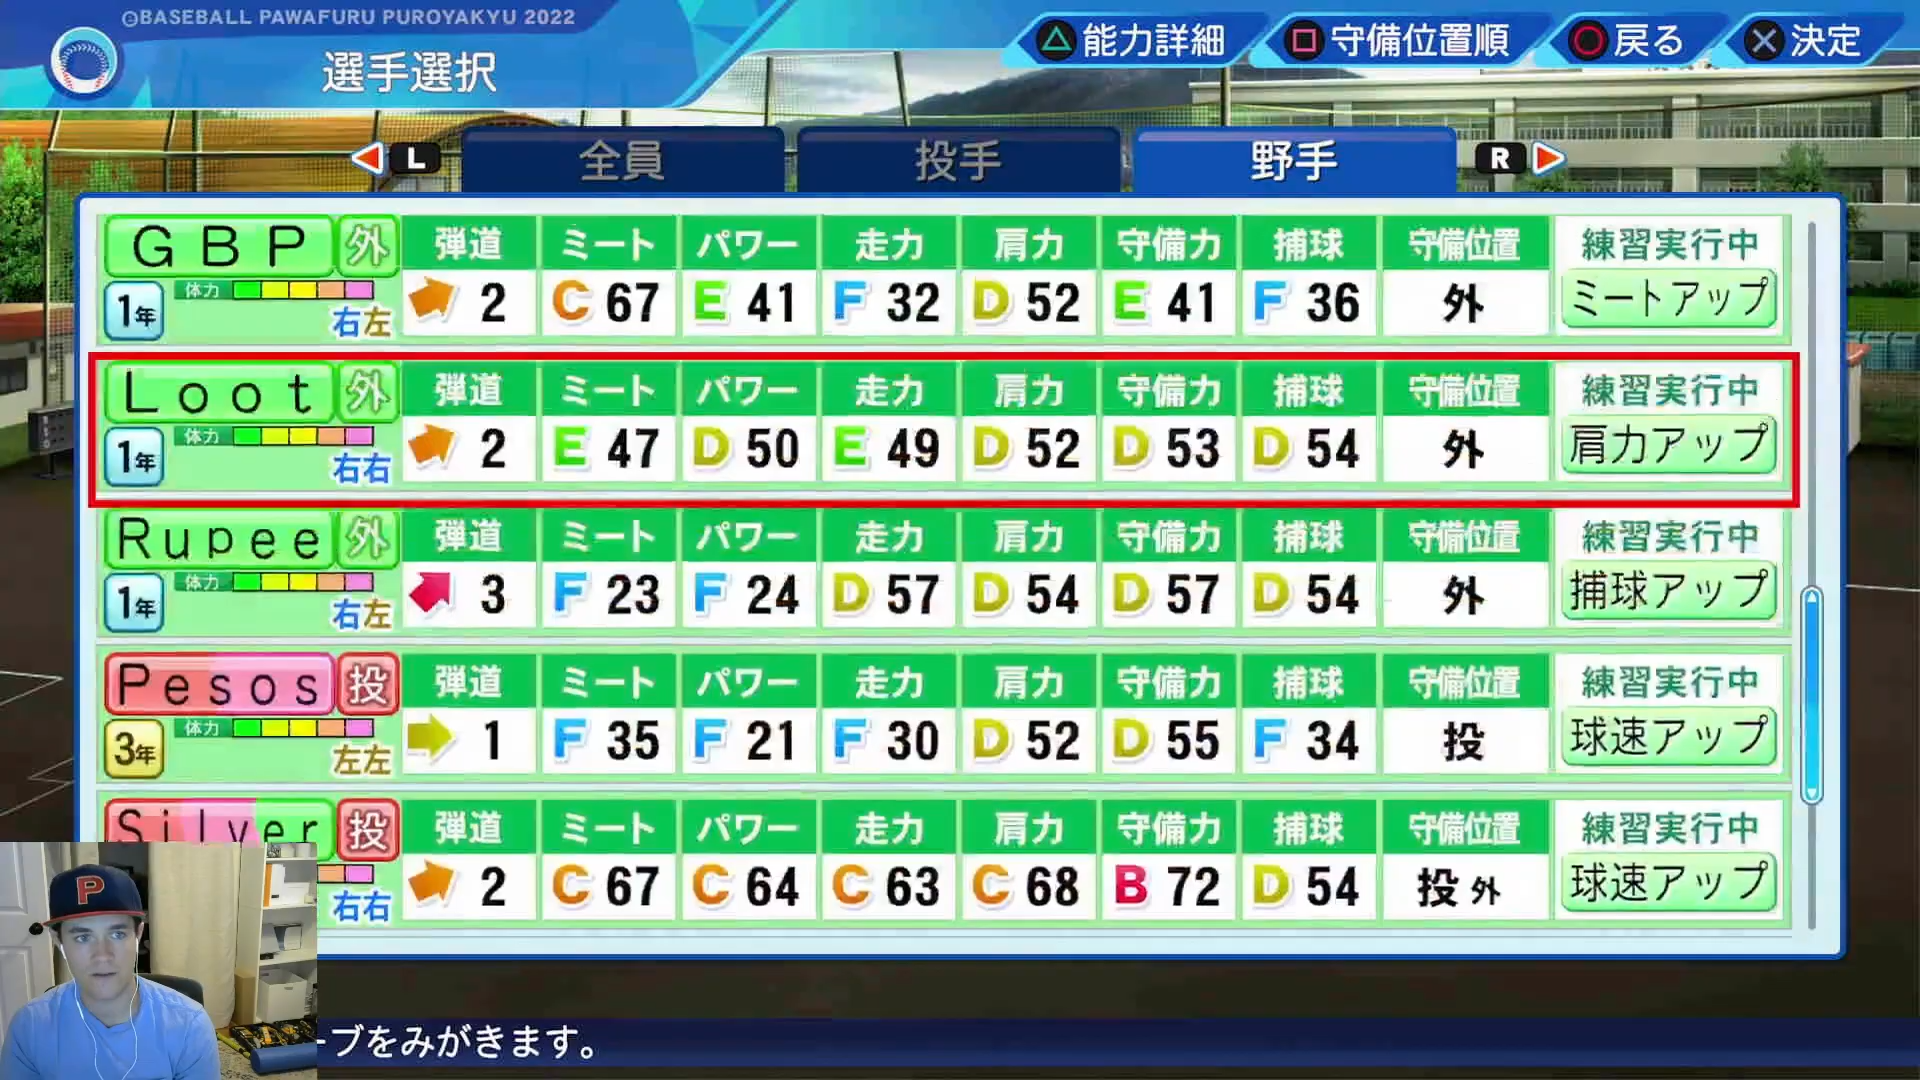 ©BASEBALL PAWAFURU PUROYAKYU 2022
選手選択
能力詳細 守備位置順 戻る 決定
L 全員 投手 野手 R
GBP 外 弾道 ミート パワー 走力 肩力 守備力 捕球 守備位置 練習実行中
1年 体力 右左 2 C 67 E 41 F 32 D 52 E 41 F 36 外 ミートアップ
Loot 外 弾道 ミート パワー 走力 肩力 守備力 捕球 守備位置 練習実行中
1年 体力 右右 2 E 47 D 50 E 49 D 52 D 53 D 54 外 肩力アップ
Rupee 外 弾道 ミート パワー 走力 肩力 守備力 捕球 守備位置 練習実行中
1年 体力 右左 3 F 23 F 24 D 57 D 54 D 57 D 54 外 捕球アップ
Pesos 投 弾道 ミート パワー 走力 肩力 守備力 捕球 守備位置 練習実行中
3年 体力 左左 1 F 35 F 21 F 30 D 52 D 55 F 34 投 球速アップ
Silver 投 弾道 ミート パワー 走力 肩力 守備力 捕球 守備位置 練習実行中
右右 2 C 67 C 64 C 63 C 68 B 72 D 54 投 外 球速アップ
P
ーブをみがきます。